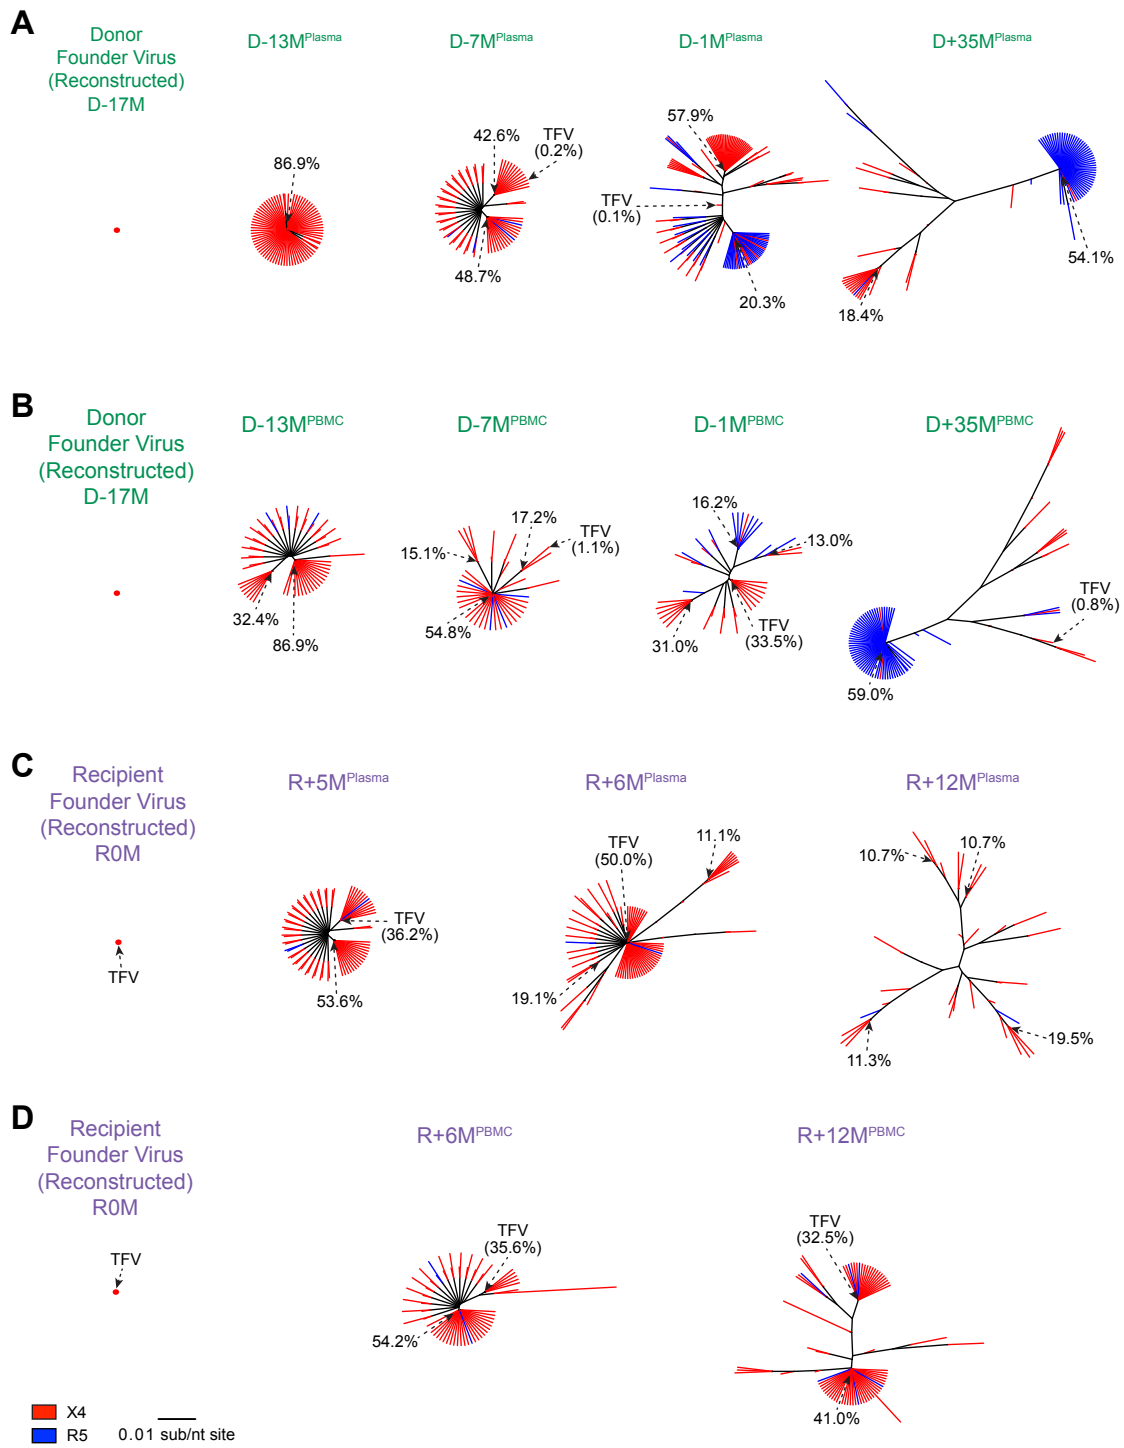 A
Donor
Founder Virus
(Reconstructed)
D-17M
D-13MPlasma
D-7MPlasma
D-1MPlasma
D+35MPlasma
86.9%
42.6%
TFV
(0.2%)
48.7%
57.9%
TFV
(0.1%)
20.3%
54.1%
18.4%
B
Donor
Founder Virus
(Reconstructed)
D-17M
D-13MPBMC
D-7MPBMC
D-1MPBMC
D+35MPBMC
32.4%
86.9%
15.1%
17.2%
TFV
(1.1%)
54.8%
16.2%
13.0%
31.0%
TFV
(33.5%)
TFV
(0.8%)
59.0%
C
Recipient
Founder Virus
(Reconstructed)
R0M
TFV
R+5MPlasma
R+6MPlasma
R+12MPlasma
TFV
(36.2%)
53.6%
TFV
(50.0%)
11.1%
19.1%
10.7%
10.7%
11.3%
19.5%
D
Recipient
Founder Virus
(Reconstructed)
R0M
TFV
R+6MPBMC
R+12MPBMC
TFV
(35.6%)
54.2%
TFV
(32.5%)
41.0%
X4
R5
0.01 sub/nt site